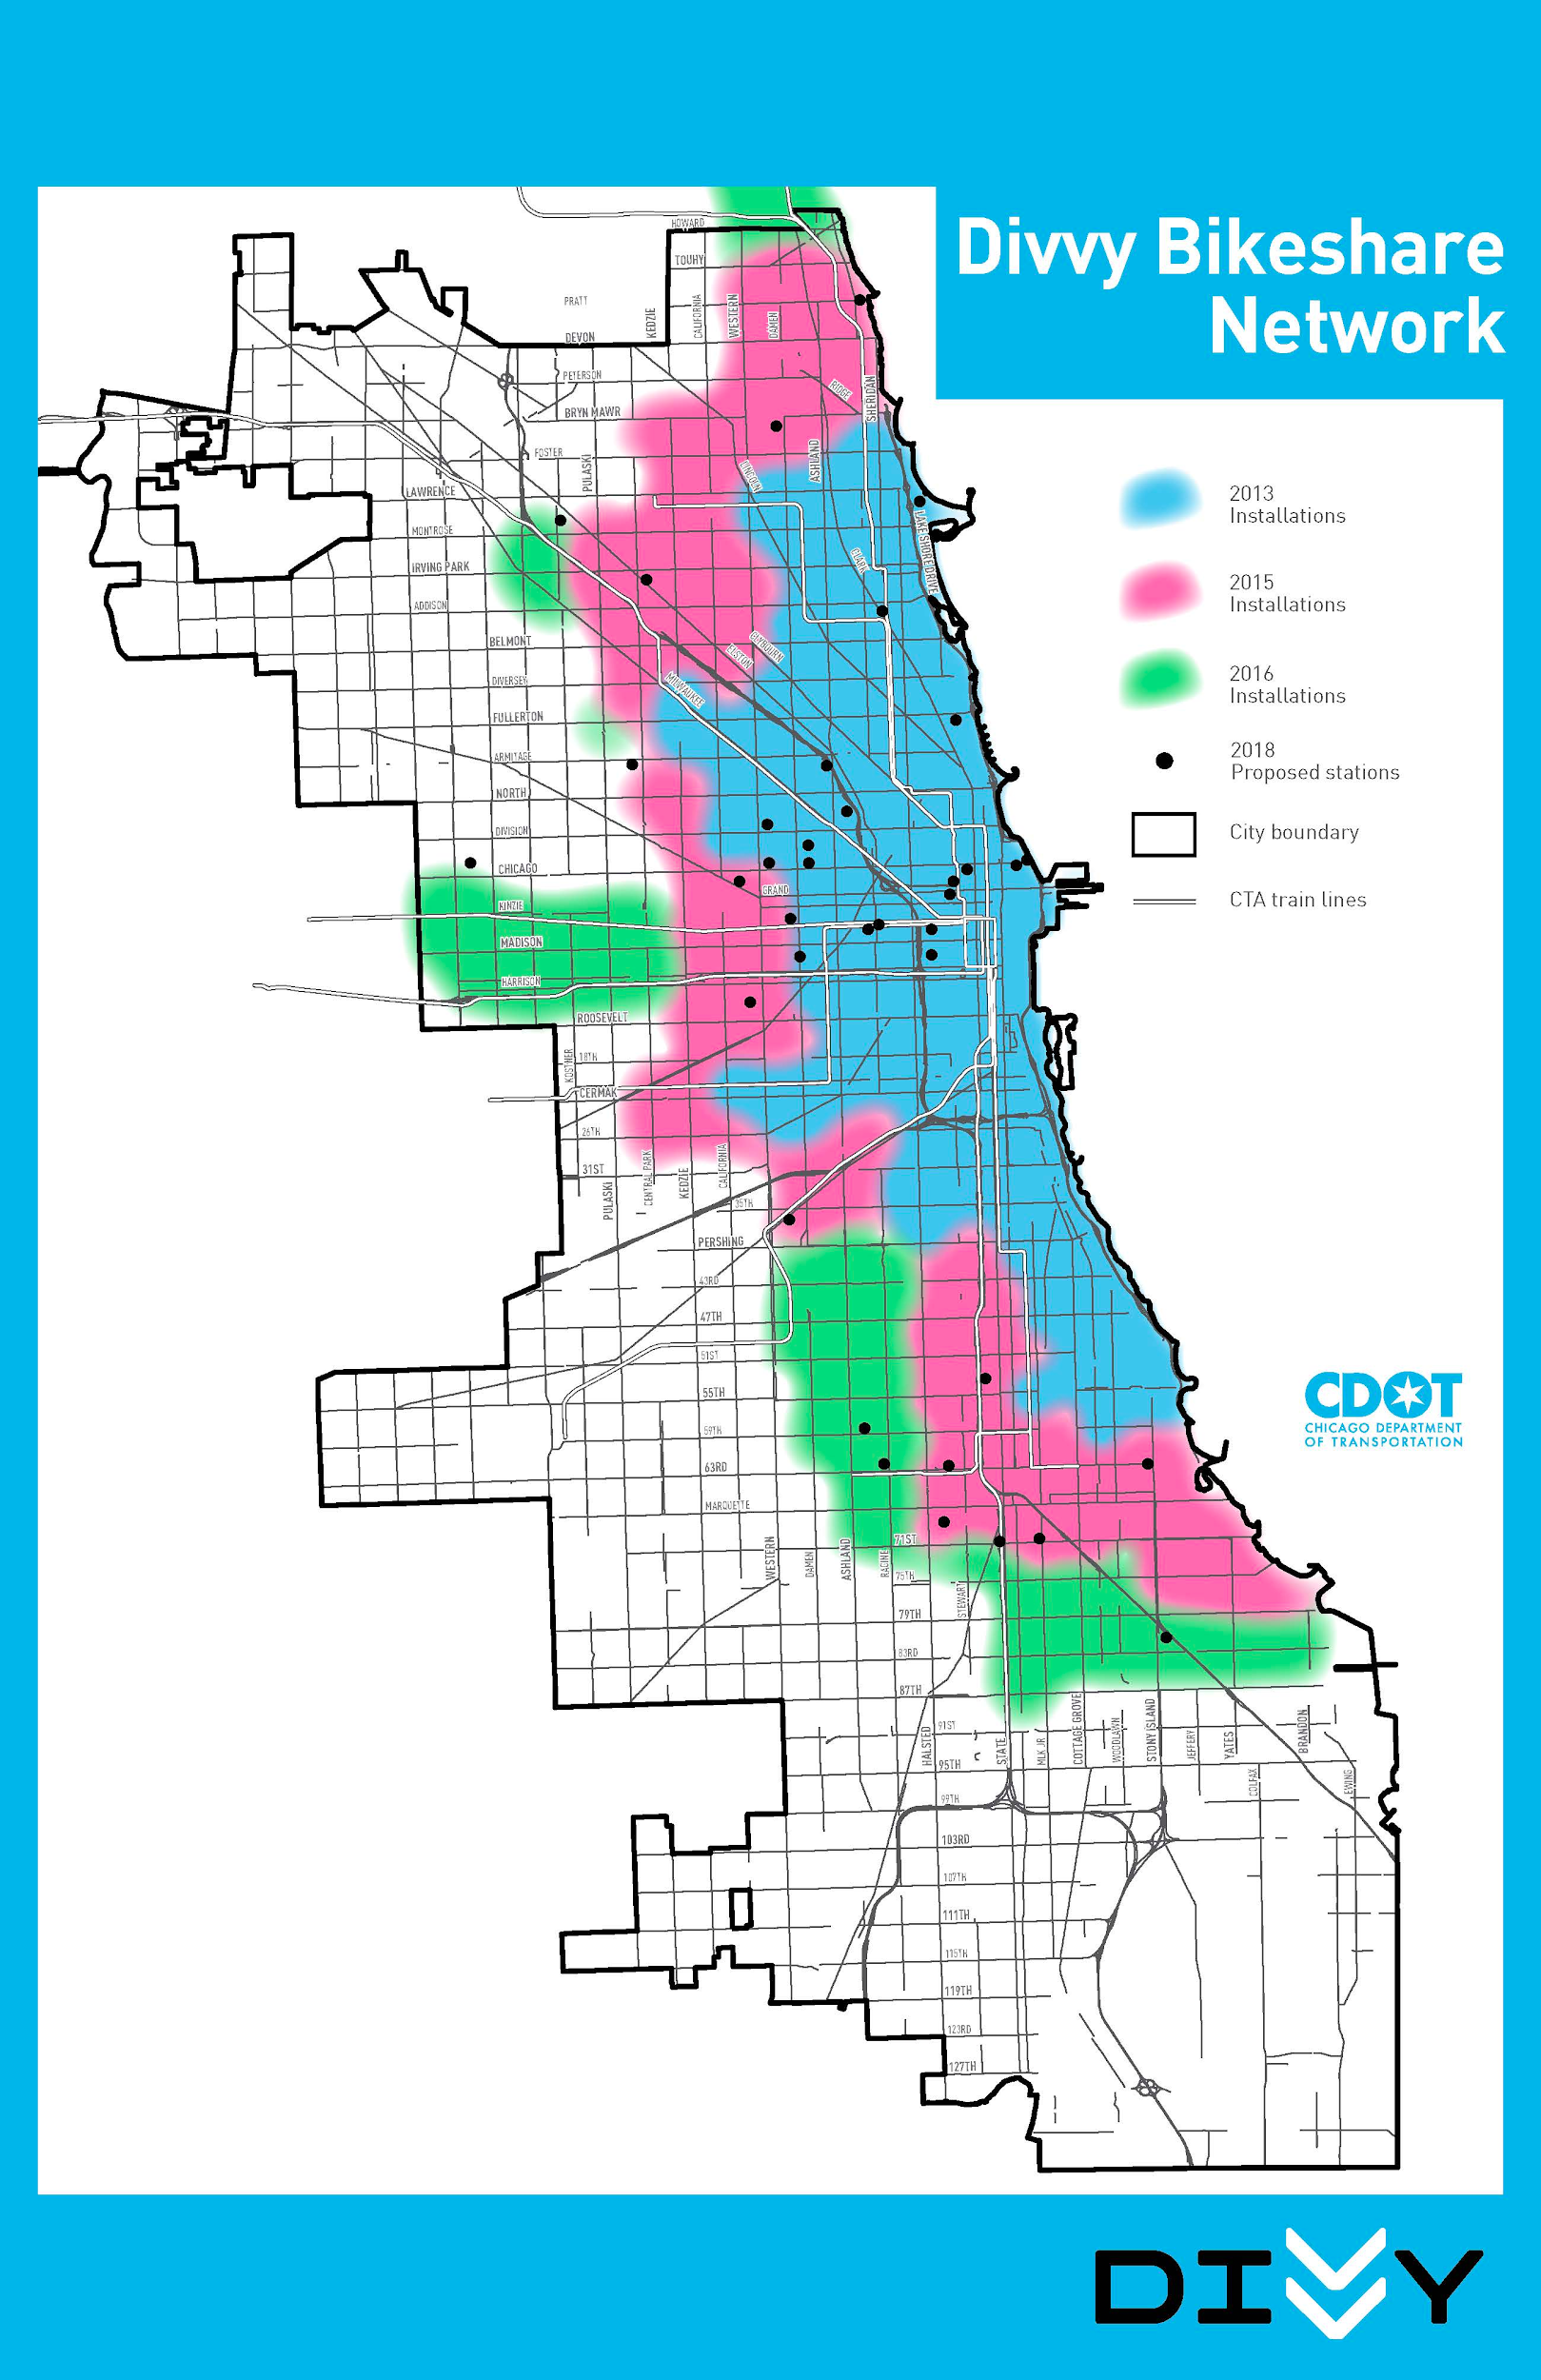 Divvy Bikeshare
Network
2013
Installations
2015
Installations
2016
Installations
2018
Proposed stations
City boundary
CTA train lines
HOWARD
TOUHY
PRATT
DEVON
KEDZIE
CALIFORNIA
WESTERN
DAMEN
PETERSON
RIDGE
SHERIDAN
BRYN MAWR
FOSTER
PULASKI
LINCOLN
ASHLAND
LAWRENCE
MONTROSE
LAKE SHORE DRIVE
CLARK
IRVING PARK
ADDISON
BELMONT
ELSTON
CLYBOURN
DIVERSEY
MILWAUKEE
FULLERTON
ARMITAGE
NORTH
DIVISION
CHICAGO
GRAND
KINZIE
MADISON
HARRISON
ROOSEVELT
KOSTNER
18TH
CERMAK
26TH
31ST
PULASKI
CENTRAL PARK
KEDZIE
CALIFORNIA
35TH
PERSHING
43RD
47TH
51ST
55TH
59TH
63RD
MARQUETTE
WESTERN
DAMEN
ASHLAND
RACINE
71ST
75TH
STEWART
79TH
83RD
87TH
HALSTED
91ST
95TH
STATE
MLK JR
COTTAGE GROVE
WOODLAWN
STONY ISLAND
JEFFERY
YATES
COLFAX
BRANDON
EWING
99TH
103RD
107TH
111TH
115TH
119TH
123RD
127TH
CDOT
CHICAGO DEPARTMENT
OF TRANSPORTATION
DIVVY